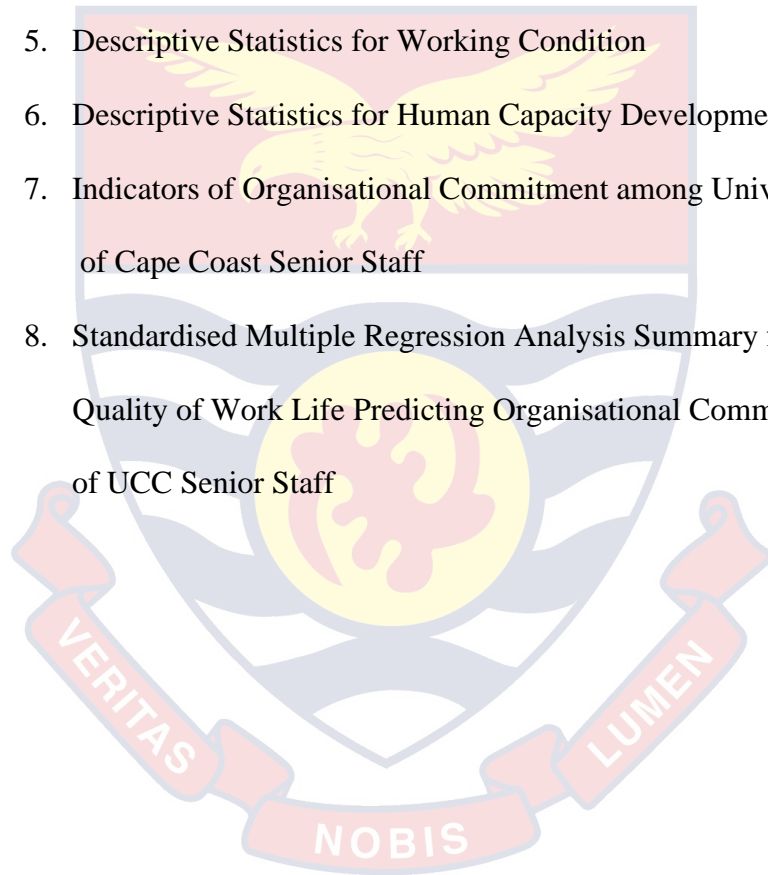 5. Descriptive Statistics for Working Condition
6. Descriptive Statistics for Human Capacity Developme
7. Indicators of Organisational Commitment among Univ
of Cape Coast Senior Staff
8. Standardised Multiple Regression Analysis Summary
Quality of Work Life Predicting Organisational Comm
of UCC Senior Staff
VERITAS
NOBIS
LUMEN